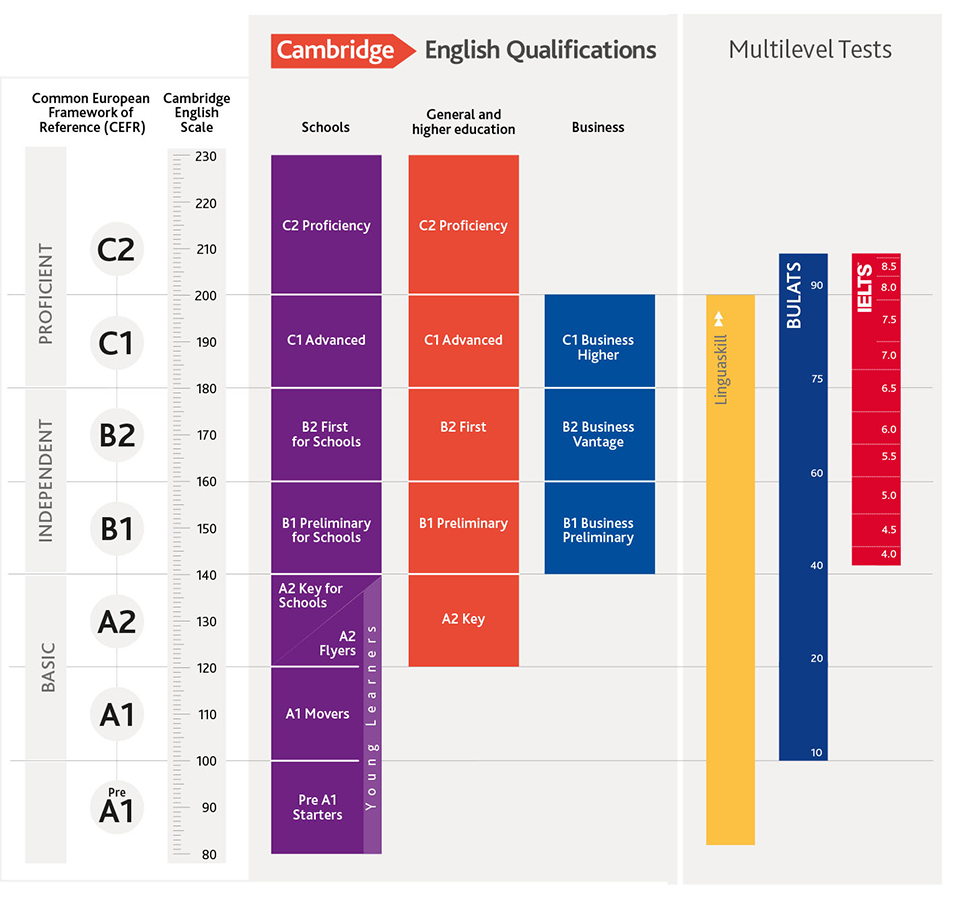 Cambridge English Qualifications
Multilevel Tests
Common European
Framework of
Reference (CEFR)
Cambridge
English
Scale
Schools
General and
higher education
Business
PROFICIENT
INDEPENDENT
BASIC
C2
C1
B2
B1
A2
A1
Pre
A1
230
220
210
200
190
180
170
160
150
140
130
120
110
100
90
80
C2 Proficiency
C1 Advanced
B2 First
for Schools
B1 Preliminary
for Schools
A2 Key for
Schools
A2
Flyers
A1 Movers
Pre A1
Starters
Young Learners
C2 Proficiency
C1 Advanced
B2 First
B1 Preliminary
A2 Key
C1 Business
Higher
B2 Business
Vantage
B1 Business
Preliminary
Linguaskill
BULATS
90
75
60
40
20
10
IELTS
8.5
8.0
7.5
7.0
6.5
6.0
5.5
5.0
4.5
4.0